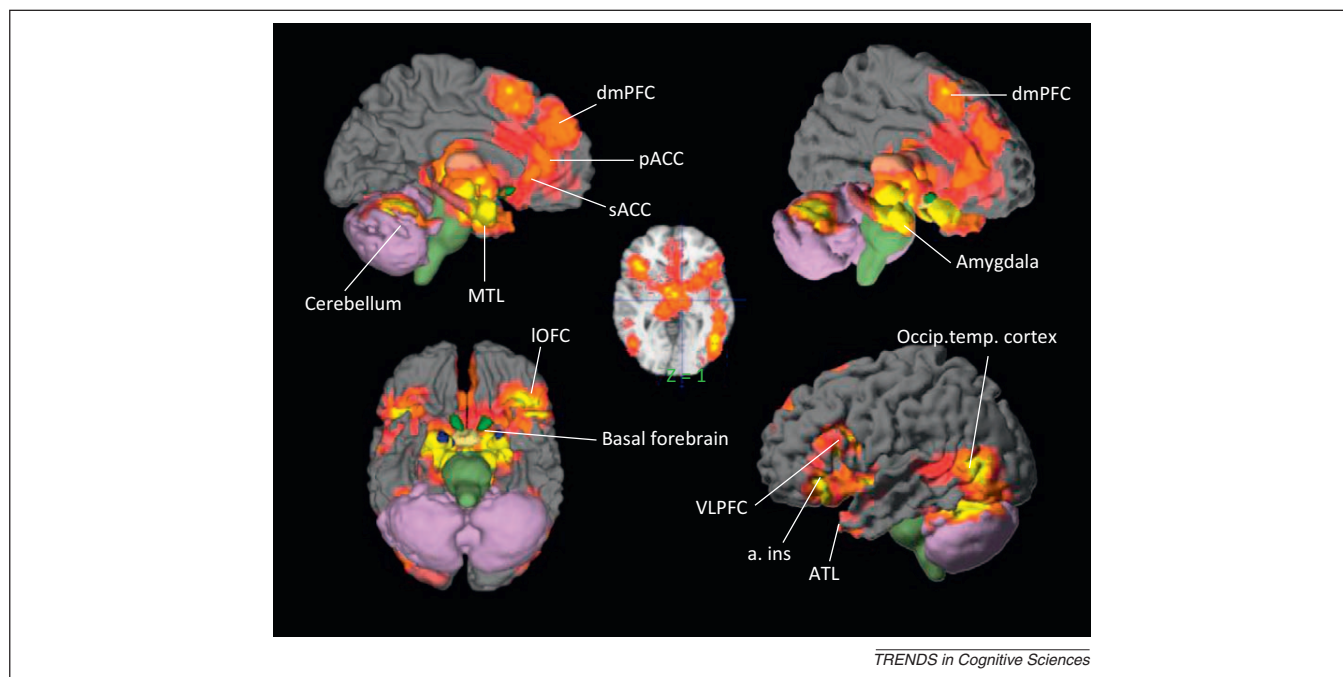 dmPFC
dmPFC
pACC
sACC
Amygdala
MTL
Cerebellum
lOFC
Occip.temp. cortex
Z = 1
Basal forebrain
VLPFC
a. ins
ATL
TRENDS in Cognitive Sciences